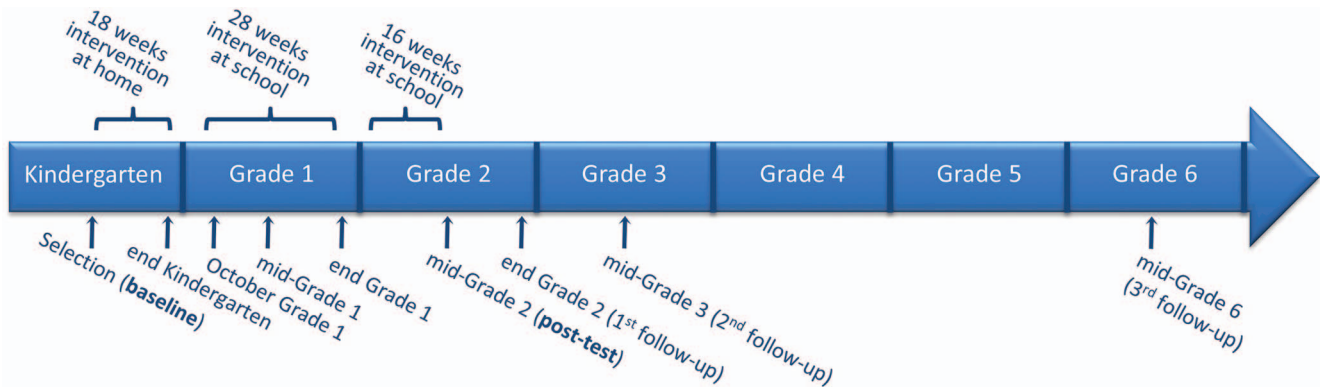 18 weeks
intervention
at home
28 weeks
intervention
at school
16 weeks
intervention
at school
Kindergarten
Grade 1
Grade 2
Grade 3
Grade 4
Grade 5
Grade 6
Selection (baseline)
end Kindergarten
October Grade 1
mid-Grade 1
end Grade 1
mid-Grade 2 (post-test)
end Grade 2 (1st follow-up)
mid-Grade 3 (2nd follow-up)
mid-Grade 6
(3rd follow-up)